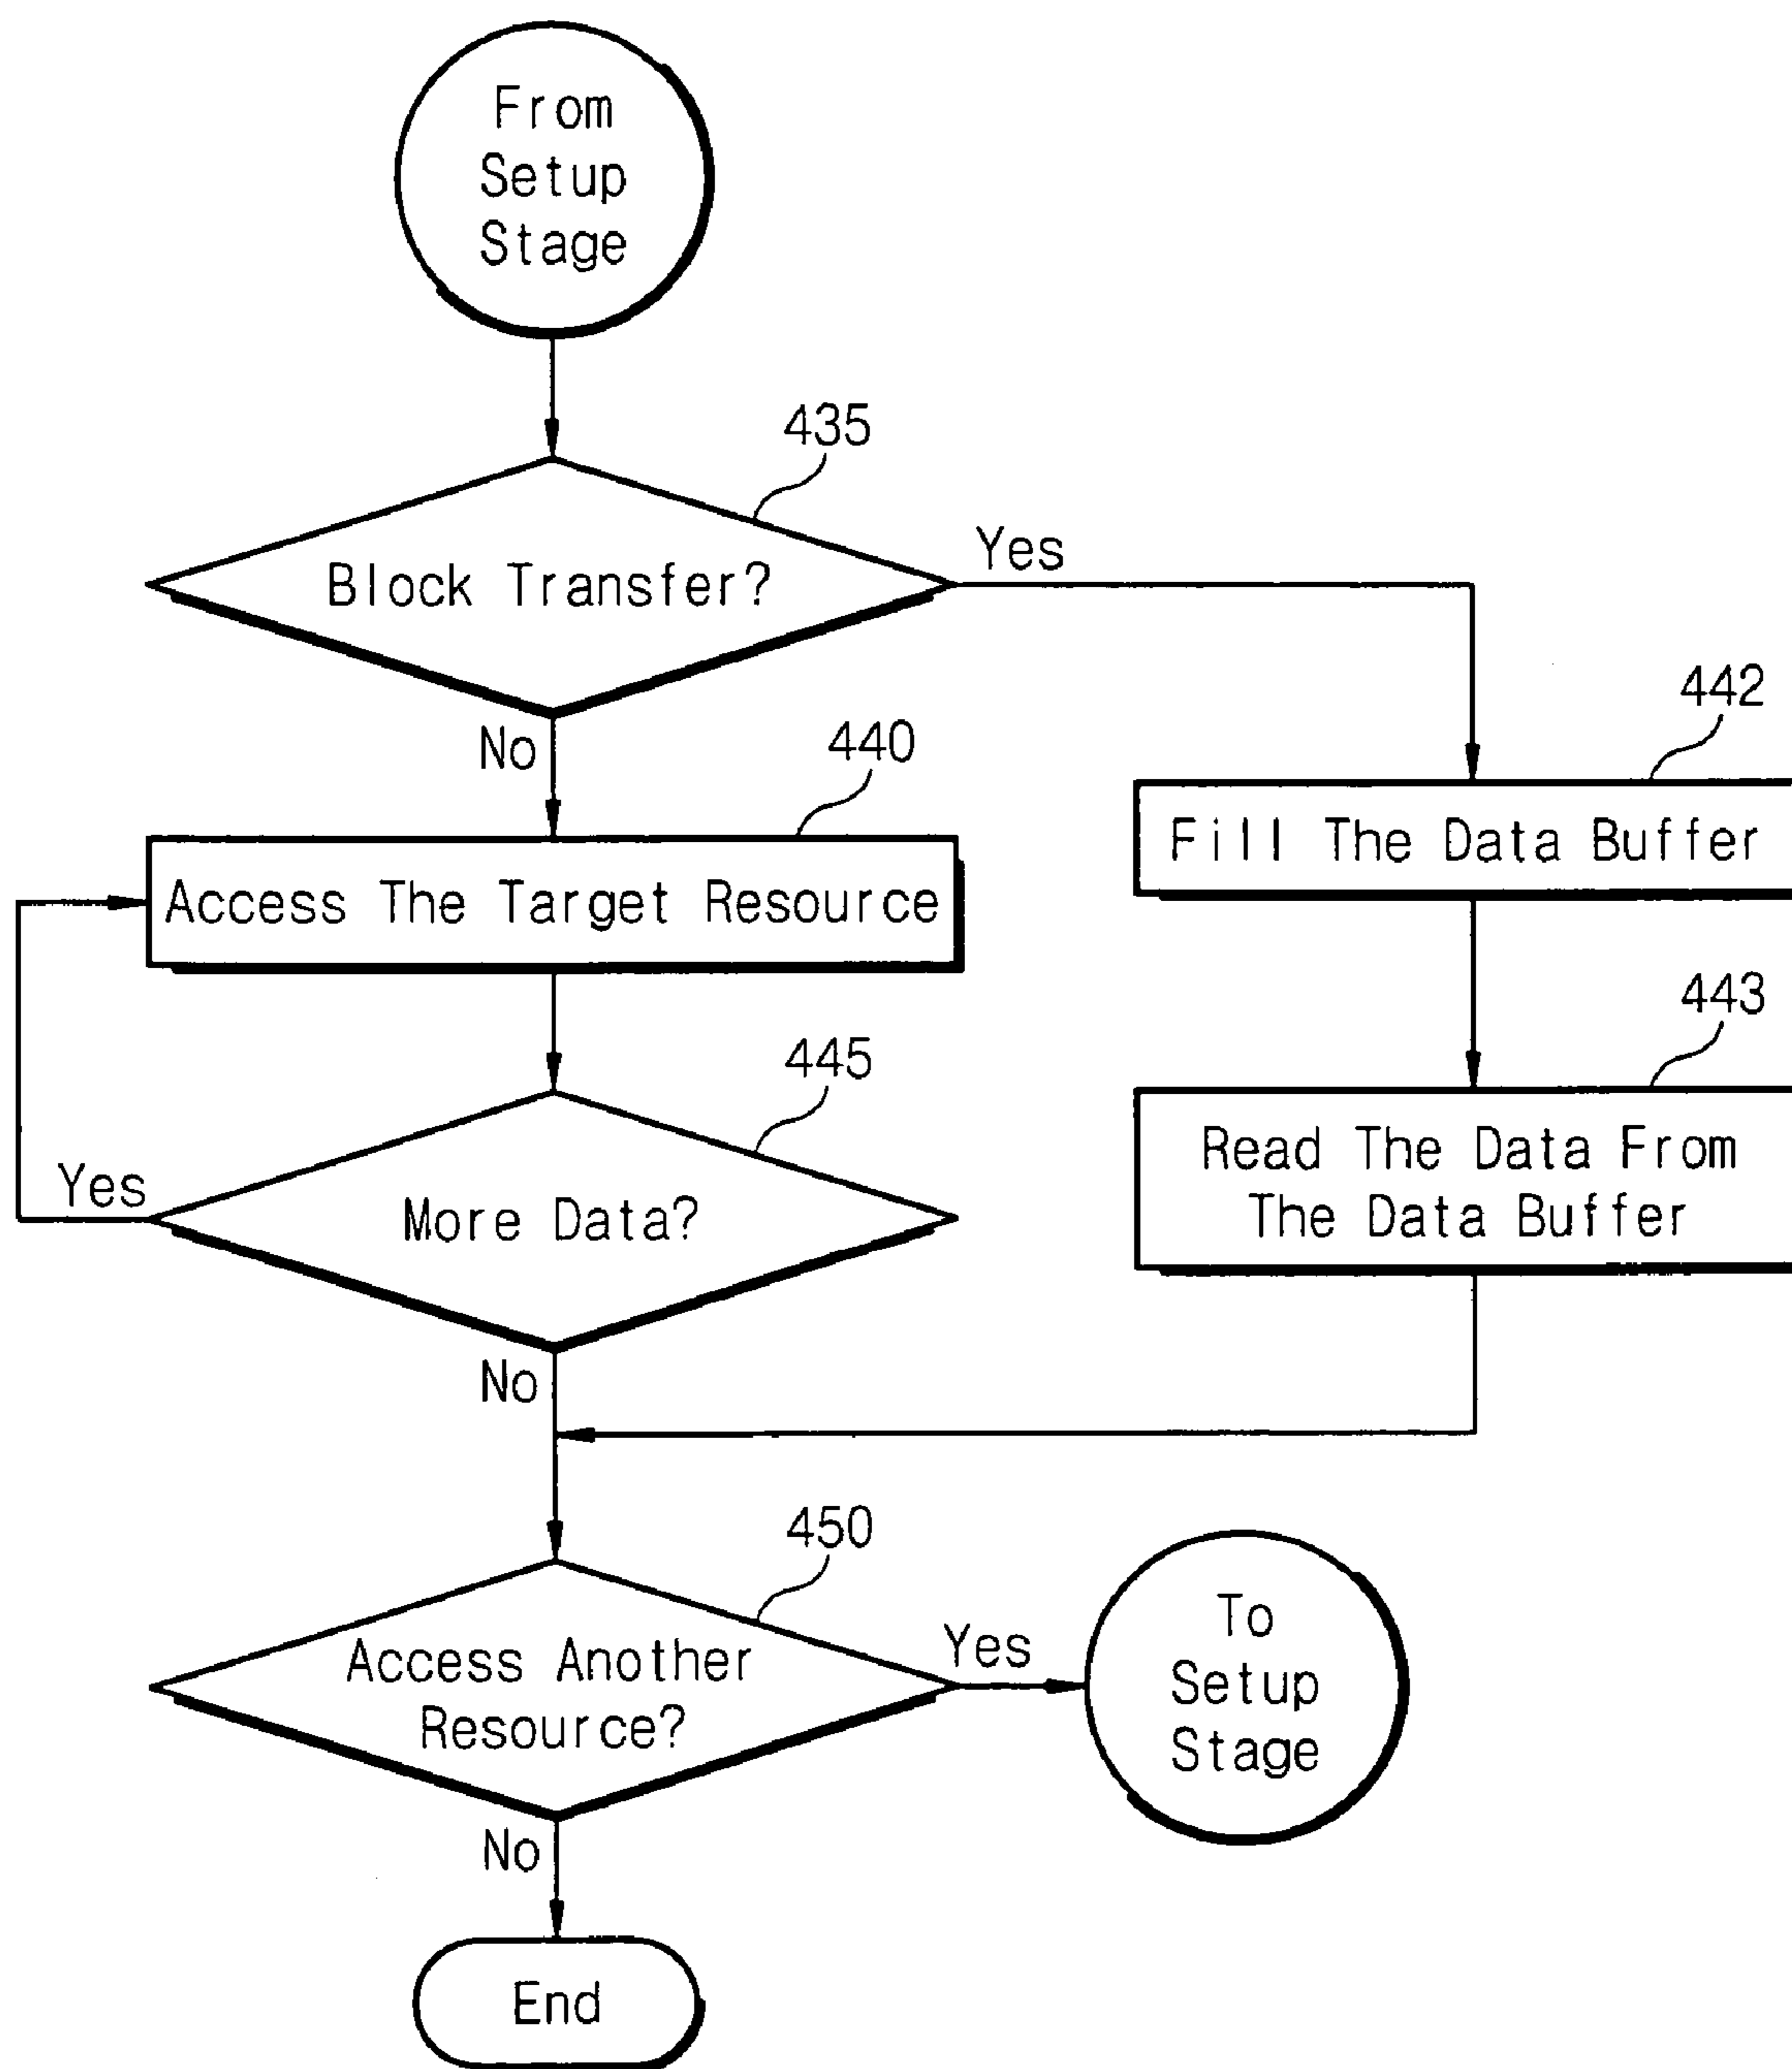 From
Setup
Stage
435
Block Transfer?
Yes
No
440
Access The Target Resource
442
Fill The Data Buffer
443
Read The Data From
The Data Buffer
445
More Data?
Yes
No
450
Access Another
Resource?
Yes
To
Setup
Stage
No
End